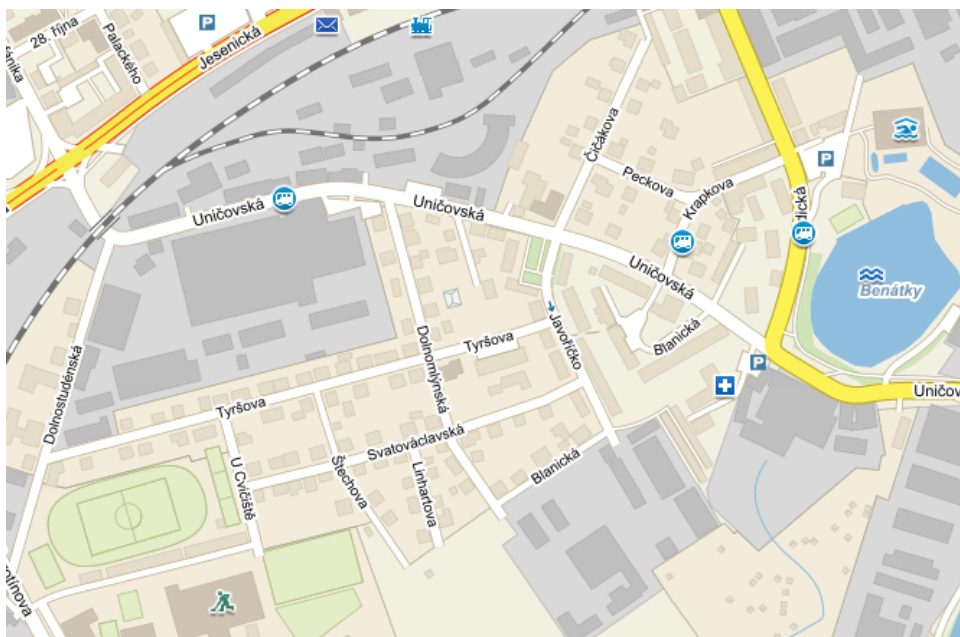 28. října
Palackého
Jesenická
P
Čičákova
Peckova
Krapkova
P
Uničovská
Uničovská
Uničovská
Benátky
Javoříčko
Blanická
Tyršova
Dolnomlýnská
Dolnostudénská
P
Uničov
Tyršova
Svatováclavská
U Cvičiště
Štechova
Linhartova
Blanická